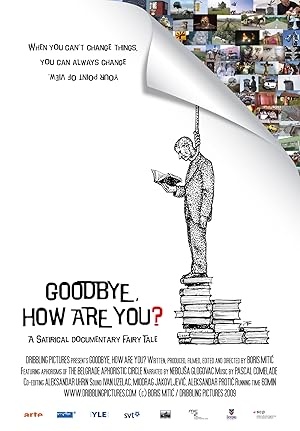 WHEN YOU CAN'T CHANGE THINGS,
YOU CAN ALWAYS CHANGE
YOUR POINT OF VIEW.
GOODBYE,
HOW ARE YOU?
A SATIRICAL DOCUMENTARY FAIRY TALE
DRIBBLING PICTURES PRESENTS GOODBYE, HOW ARE YOU? WRITTEN, PRODUCED, FILMED, EDITED AND DIRECTED BY BORIS MITIĆ
FEATURING APHORISMS OF THE BELGRADE APHORISTIC CIRCLE NARRATED BY NEBOJŠA GLOGOVAC MUSIC BY PASCAL COMELADE
CO-EDITING ALEKSANDAR UHRIN SOUND IVAN UZELAC, MIODRAG JAKOVLJEVIĆ, ALEKSANDAR PROTIĆ RUNNING TIME 60MIN
WWW.DRIBBLINGPICTURES.COM (C) BORIS MITIĆ / DRIBBLING PICTURES 2009
arte YLE svt